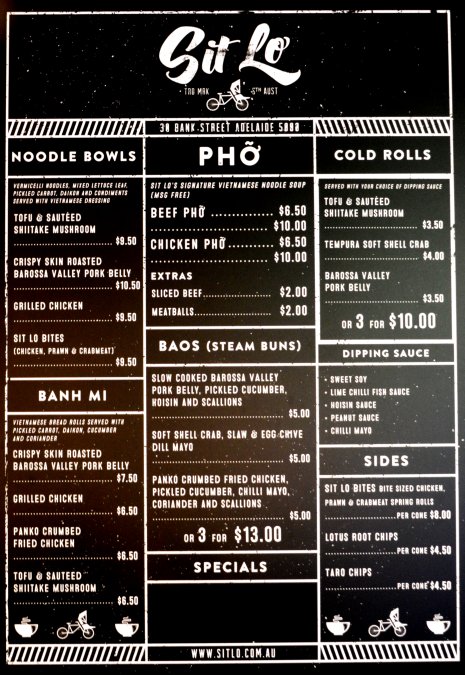 Sit Lo
TRD MRK STH AUST
30 BANK STREET ADELAIDE 5000
NOODLE BOWLS
VERMICELLI NOODLES, MIXED LETTUCE LEAF,
PICKLED CARROT, DAIKON AND CONDIMENTS
SERVED WITH VIETNAMESE DRESSING
TOFU & SAUTÉED
SHIITAKE MUSHROOM
$9.50
CRISPY SKIN ROASTED
BAROSSA VALLEY PORK BELLY
$10.50
GRILLED CHICKEN
$9.50
SIT LO BITES
(CHICKEN, PRAWN & CRABMEAT)
$9.50
BANH MI
VIETNAMESE BREAD ROLLS SERVED WITH
PICKLED CARROT, DAIKON, CUCUMBER
AND CORIANDER
CRISPY SKIN ROASTED
BAROSSA VALLEY PORK BELLY
$7.50
GRILLED CHICKEN
$6.50
PANKO CRUMBED
FRIED CHICKEN
$6.50
TOFU & SAUTEED
SHIITAKE MUSHROOM
$6.50
PHỠ
SIT LO'S SIGNATURE VIETNAMESE NOODLE SOUP
(MSG FREE)
BEEF PHỠ $6.50
$10.00
CHICKEN PHỠ $6.50
$10.00
EXTRAS
SLICED BEEF $2.00
MEATBALLS $2.00
BAOS (STEAM BUNS)
SLOW COOKED BAROSSA VALLEY
PORK BELLY, PICKLED CUCUMBER,
HOISIN AND SCALLIONS
$5.00
SOFT SHELL CRAB, SLAW & EGG CHIVE
DILL MAYO
$5.00
PANKO CRUMBED FRIED CHICKEN,
PICKLED CUCUMBER, CHILLI MAYO,
CORIANDER AND SCALLIONS
$5.00
OR 3 FOR $13.00
SPECIALS
COLD ROLLS
SERVED WITH YOUR CHOICE OF DIPPING SAUCE
TOFU & SAUTEED
SHIITAKE MUSHROOM
$3.50
TEMPURA SOFT SHELL CRAB
$4.00
BAROSSA VALLEY
PORK BELLY
$3.50
OR 3 FOR $10.00
DIPPING SAUCE
• SWEET SOY
• LIME CHILLI FISH SAUCE
• HOISIN SAUCE
• PEANUT SAUCE
• CHILLI MAYO
SIDES
SIT LO BITES BITE SIZED CHICKEN,
PRAWN & CRABMEAT SPRING ROLLS
PER CONE $8.00
LOTUS ROOT CHIPS
PER CONE $4.50
TARO CHIPS
PER CONE $4.50
WWW.SITLO.COM.AU